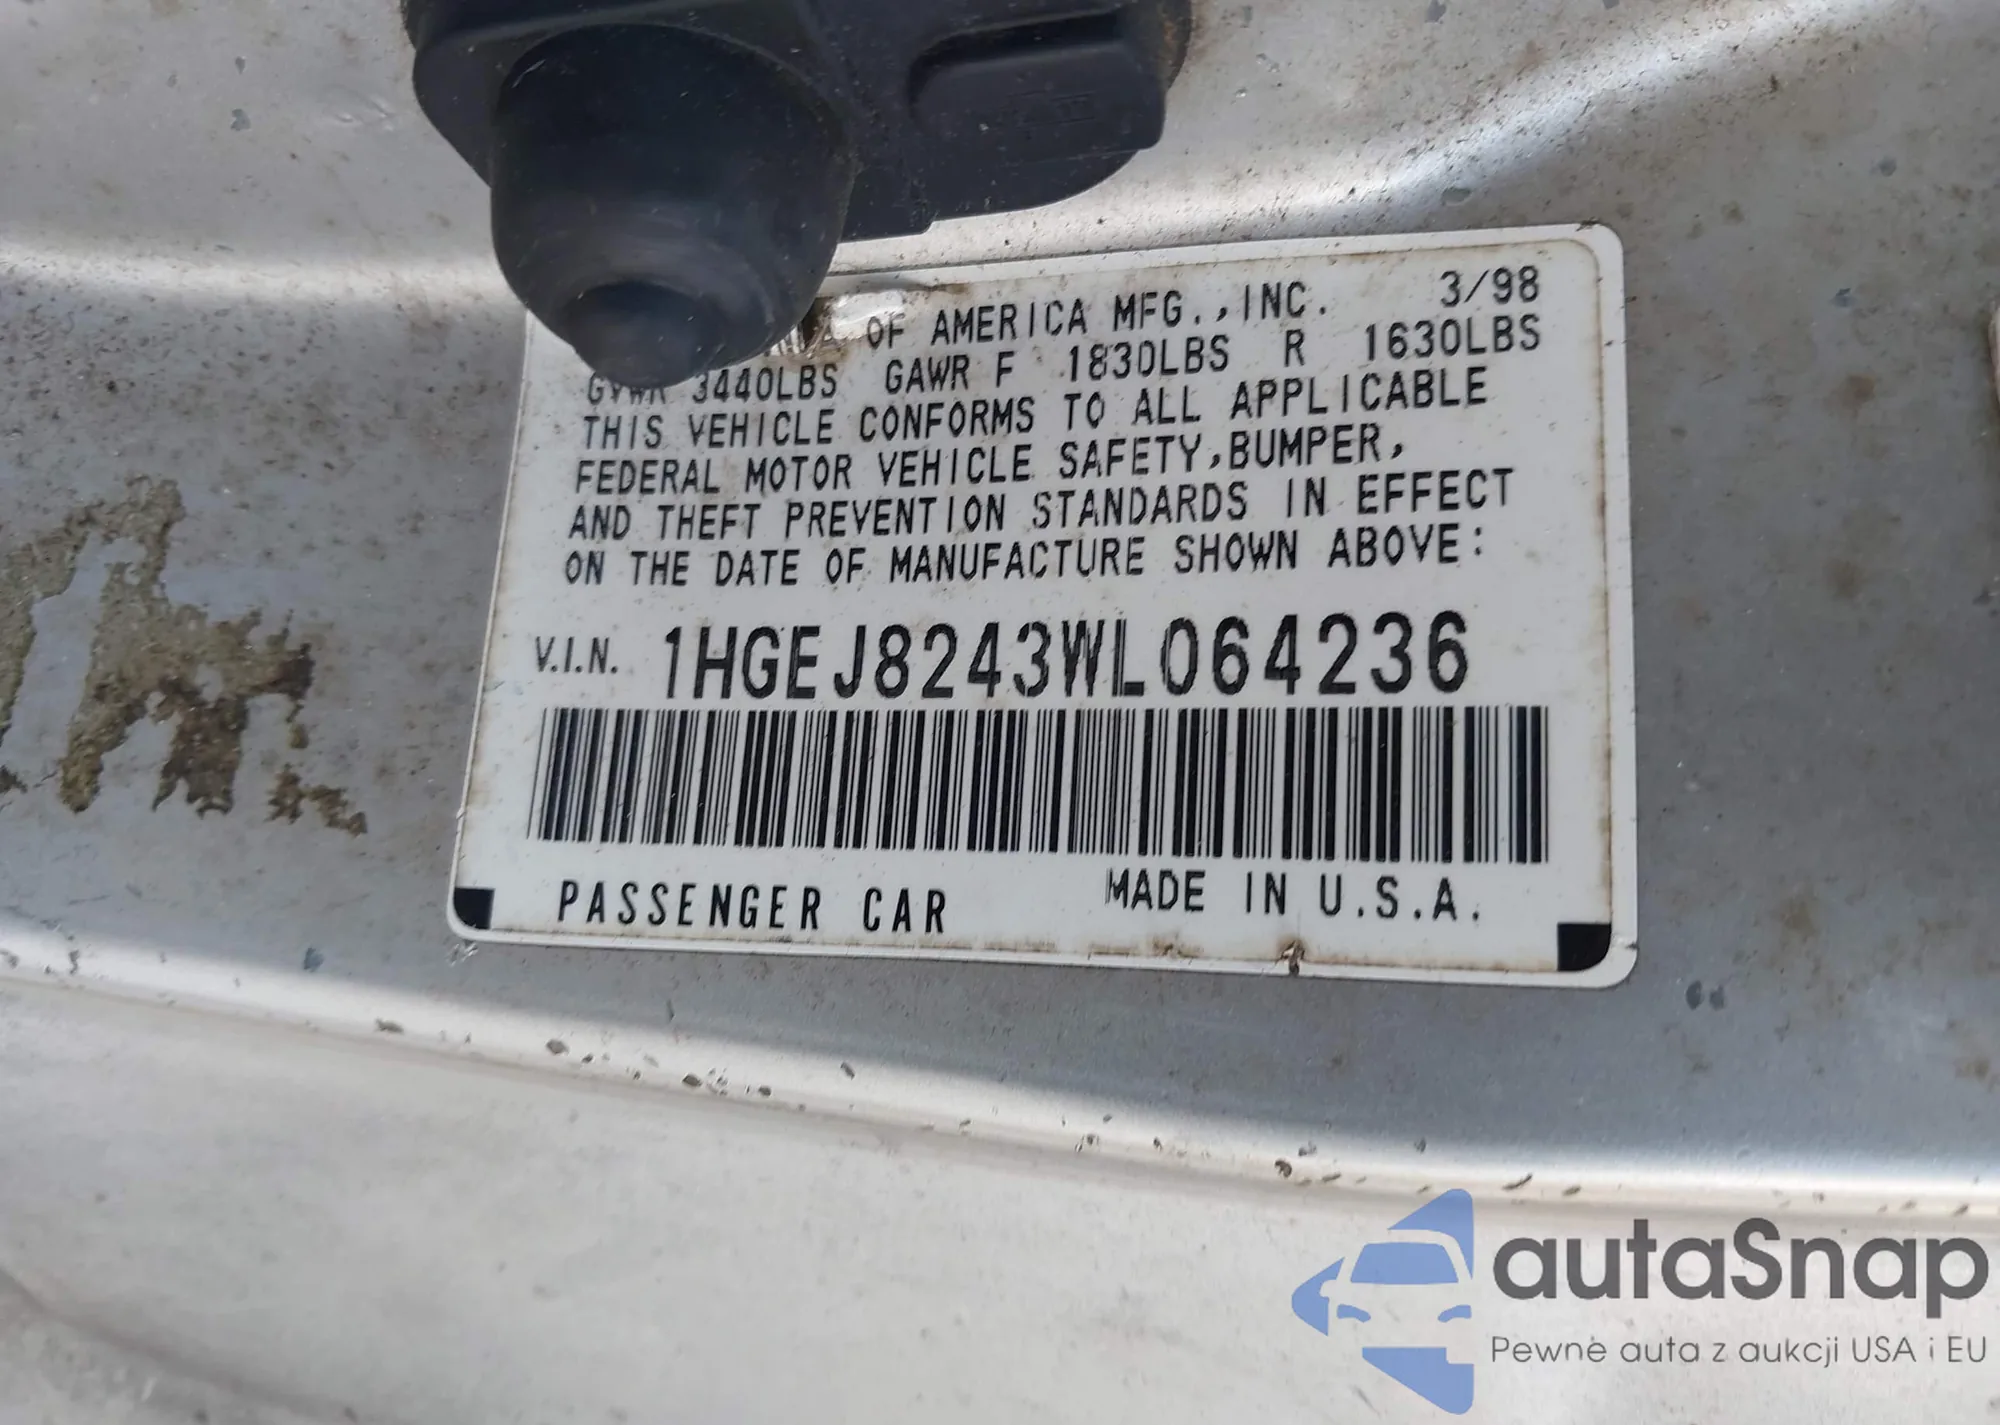 OF AMERICA MFG., INC. 3/98
GVWR 3440LBS GAWR F 1830LBS R 1630LBS
THIS VEHICLE CONFORMS TO ALL APPLICABLE
FEDERAL MOTOR VEHICLE SAFETY, BUMPER,
AND THEFT PREVENTION STANDARDS IN EFFECT
ON THE DATE OF MANUFACTURE SHOWN ABOVE:
V.I.N. 1HGEJ8243WL064236
PASSENGER CAR MADE IN U.S.A.
autaSnap
Pewne auta z aukcji USA i EU